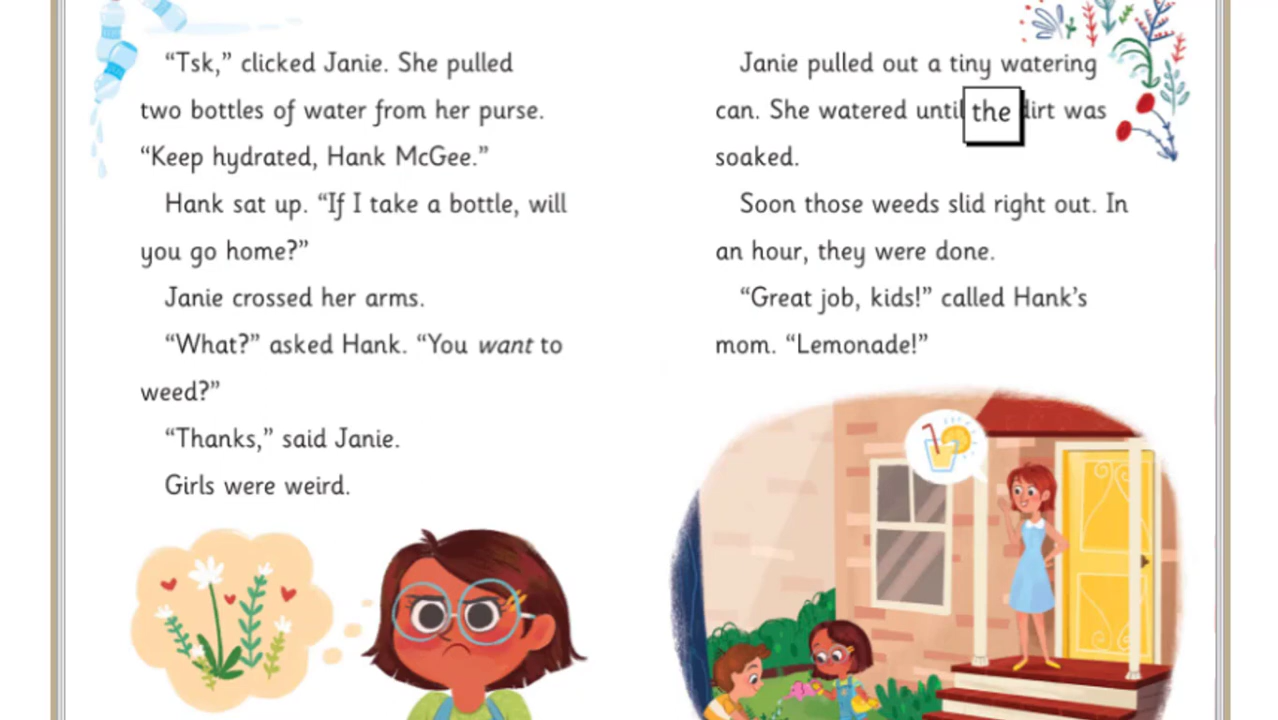 “Tsk,” clicked Janie. She pulled
two bottles of water from her purse.
“Keep hydrated, Hank McGee.”
Hank sat up. “If I take a bottle, will
you go home?”
Janie crossed her arms.
“What?” asked Hank. “You want to
weed?”
“Thanks,” said Janie.
Girls were weird.
Janie pulled out a tiny watering
can. She watered until the dirt was
soaked.
Soon those weeds slid right out. In
an hour, they were done.
“Great job, kids!” called Hank’s
mom. “Lemonade!”